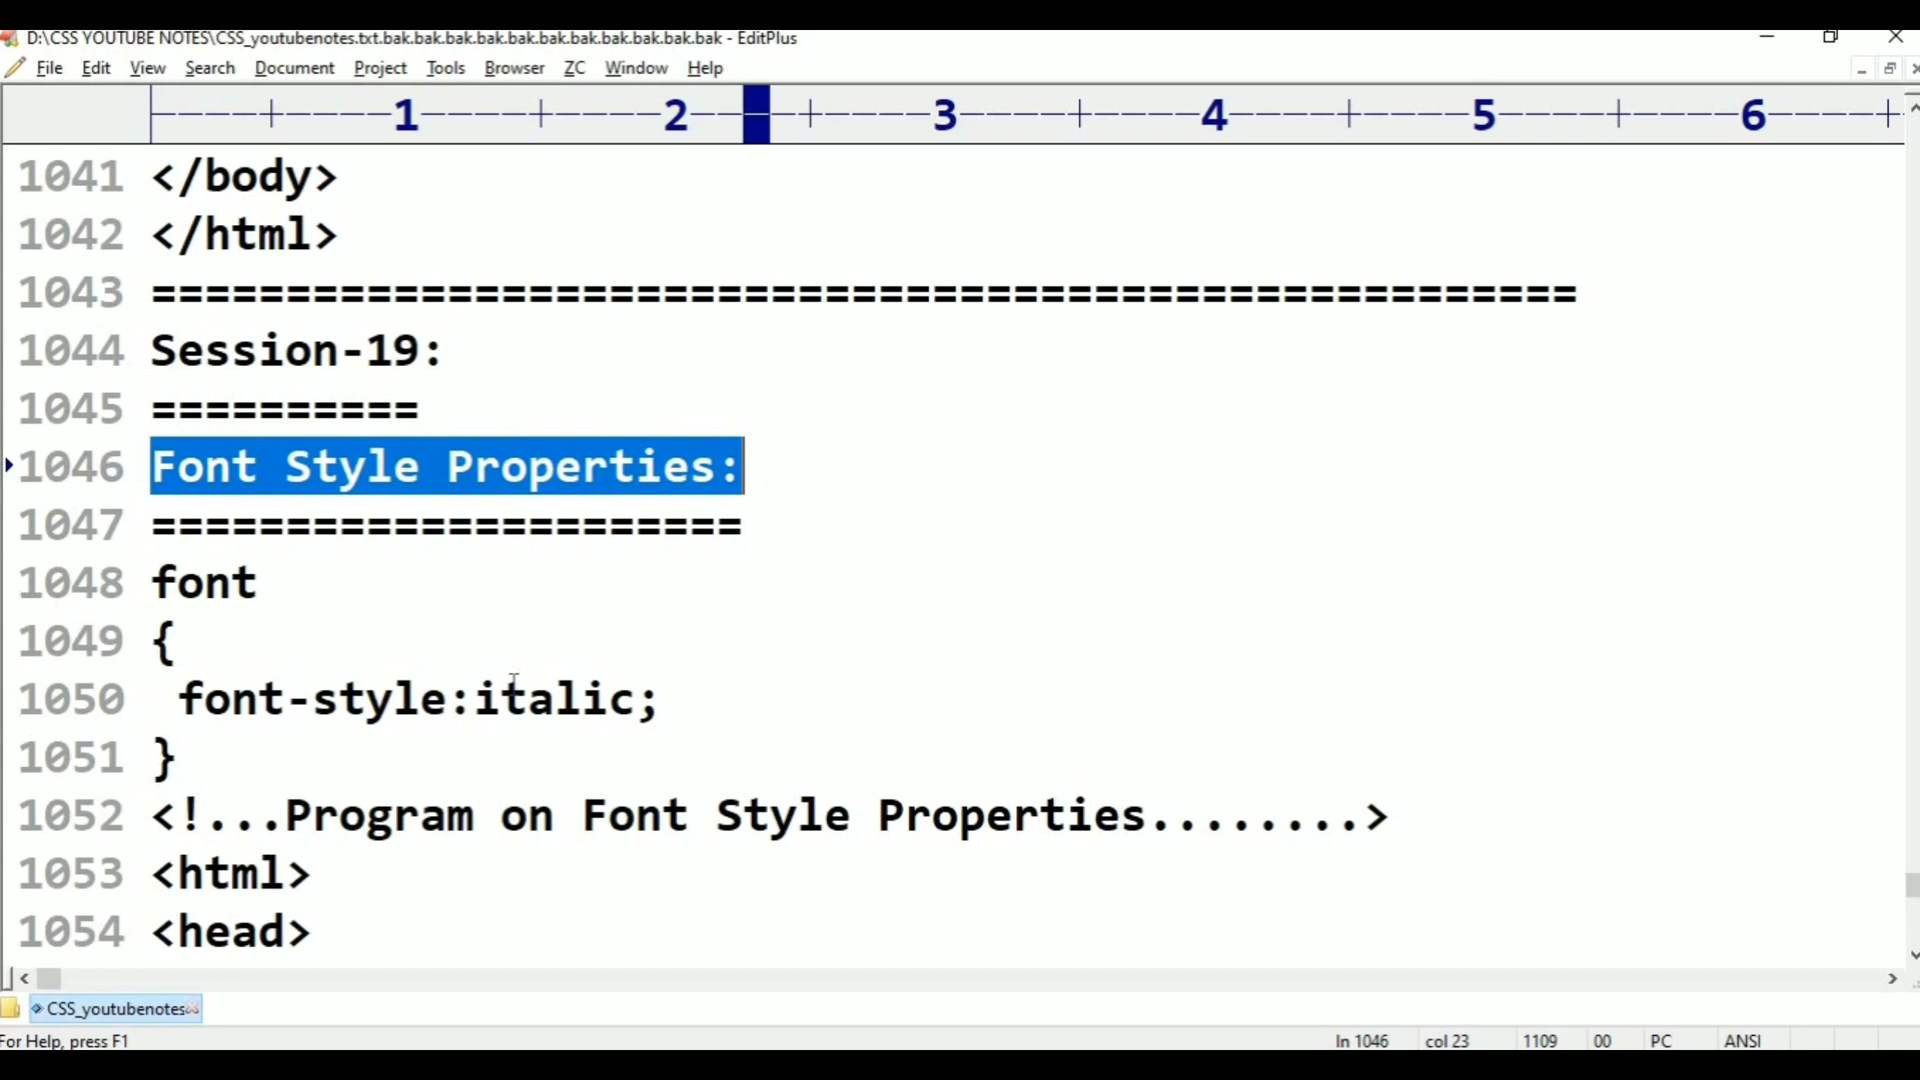 D:\CSS YOUTUBE NOTES\CSS_youtubenotes.txt.bak.bak.bak.bak.bak.bak.bak.bak.bak.bak.bak - EditPlus
File Edit View Search Document Project Tools Browser ZC Window Help
1 2 3 4 5 6
1041 </body>
1042 </html>
1043 =====================================================
1044 Session-19:
1045 ==========
1046 Font Style Properties:
1047 ======================
1048 font
1049 {
1050 font-style:italic;
1051 }
1052 <!...Program on Font Style Properties........>
1053 <html>
1054 <head>
CSS_youtubenotes
For Help, press F1 ln 1046 col 23 1109 00 PC ANSI